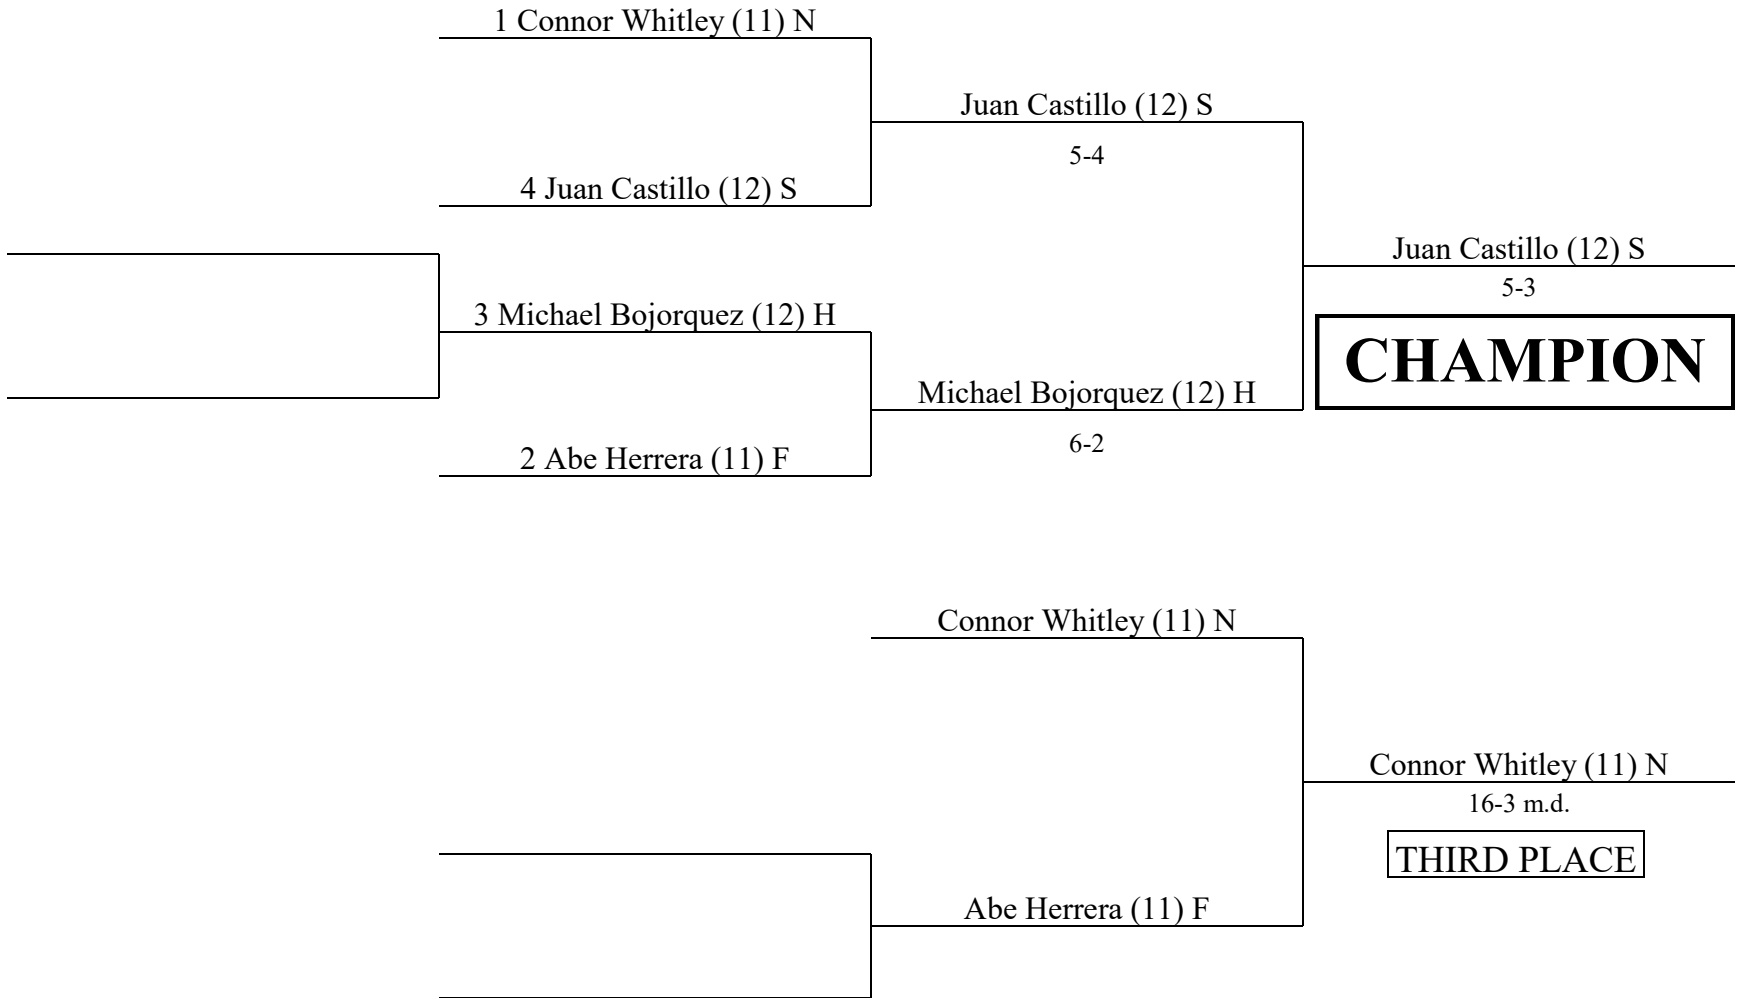 1 Connor Whitley (11) N
Juan Castillo (12) S
5-4
4 Juan Castillo (12) S
Juan Castillo (12) S
5-3
3 Michael Bojorquez (12) H
CHAMPION
Michael Bojorquez (12) H
6-2
2 Abe Herrera (11) F
Connor Whitley (11) N
Connor Whitley (11) N
16-3 m.d.
THIRD PLACE
Abe Herrera (11) F